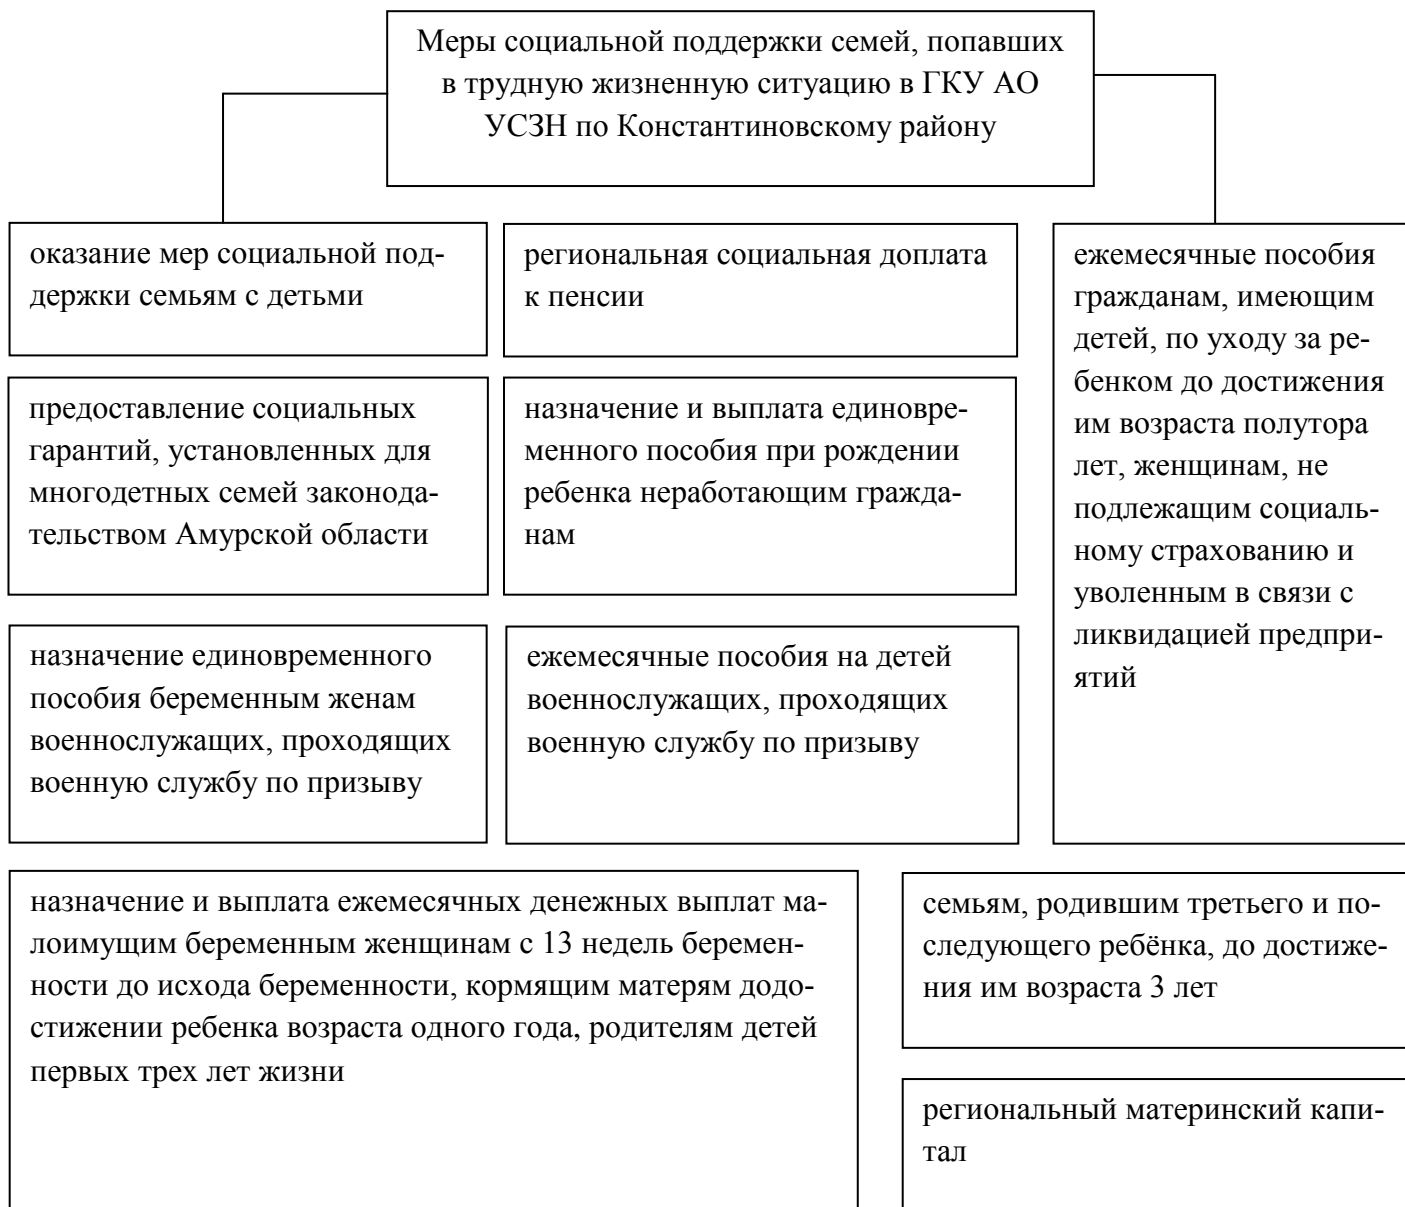 Меры социальной поддержки семей, попавших
в трудную жизненную ситуацию в ГКУ АО
УСЗН по Константиновскому району
оказание мер социальной под-
держки семьям с детьми
региональная социальная доплата
к пенсии
ежемесячные пособия
гражданам, имеющим
детей, по уходу за ре-
бенком до достижения
им возраста полутора
лет, женщинам, не
подлежащим социаль-
ному страхованию и
уволенным в связи с
ликвидацией предпри-
ятий
предоставление социальных
гарантий, установленных для
многодетных семей законода-
тельством Амурской области
назначение и выплата единовре-
менного пособия при рождении
ребенка неработающим гражда-
нам
назначение единовременного
пособия беременным женам
военнослужащих, проходящих
военную службу по призыву
ежемесячные пособия на детей
военнослужащих, проходящих
военную службу по призыву
назначение и выплата ежемесячных денежных выплат ма-
лоимущим беременным женщинам с 13 недель беремен-
ности до исхода беременности, кормящим матерям додо-
стижении ребенка возраста одного года, родителям детей
первых трех лет жизни
семьям, родившим третьего и по-
следующего ребёнка, до достиже-
ния им возраста 3 лет
региональный материнский капи-
тал